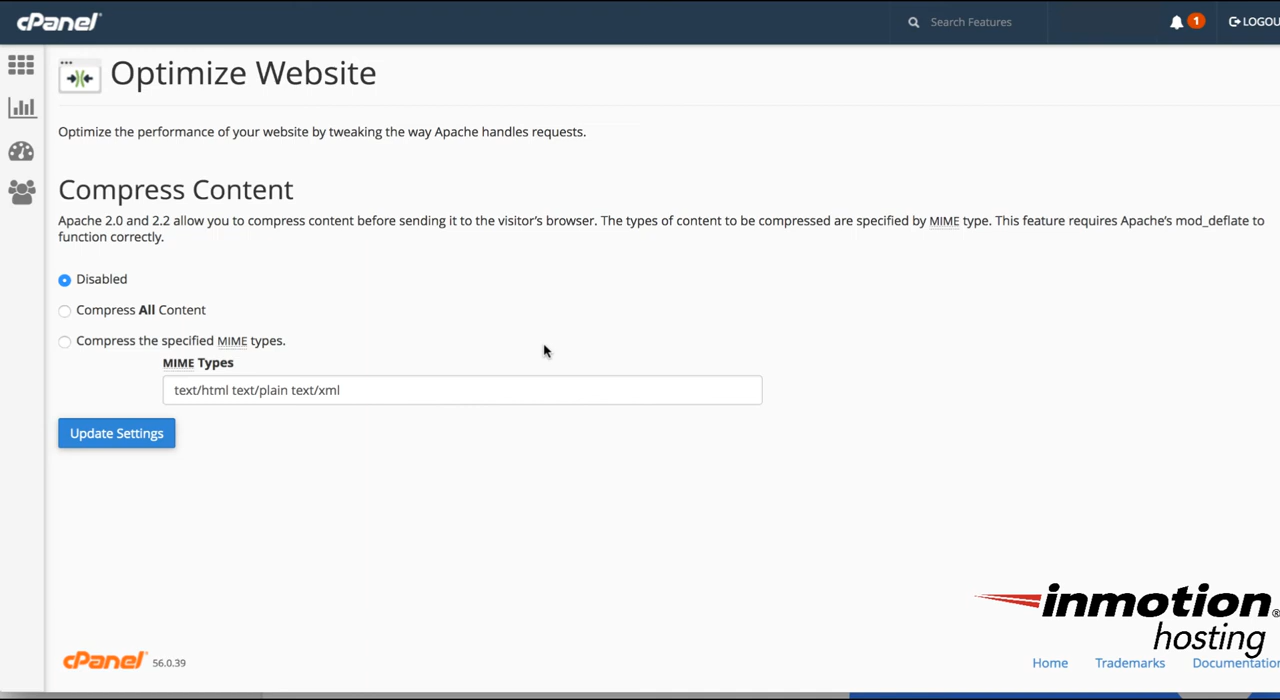 cPanel®
Search Features
1
LOGOU
Optimize Website
Optimize the performance of your website by tweaking the way Apache handles requests.
Compress Content
Apache 2.0 and 2.2 allow you to compress content before sending it to the visitor's browser. The types of content to be compressed are specified by MIME type. This feature requires Apache's mod_deflate to
function correctly.
Disabled
Compress All Content
Compress the specified MIME types.
MIME Types
text/html text/plain text/xml
Update Settings
inmotion®
hosting
cPanel® 56.0.39
Home Trademarks Documentation